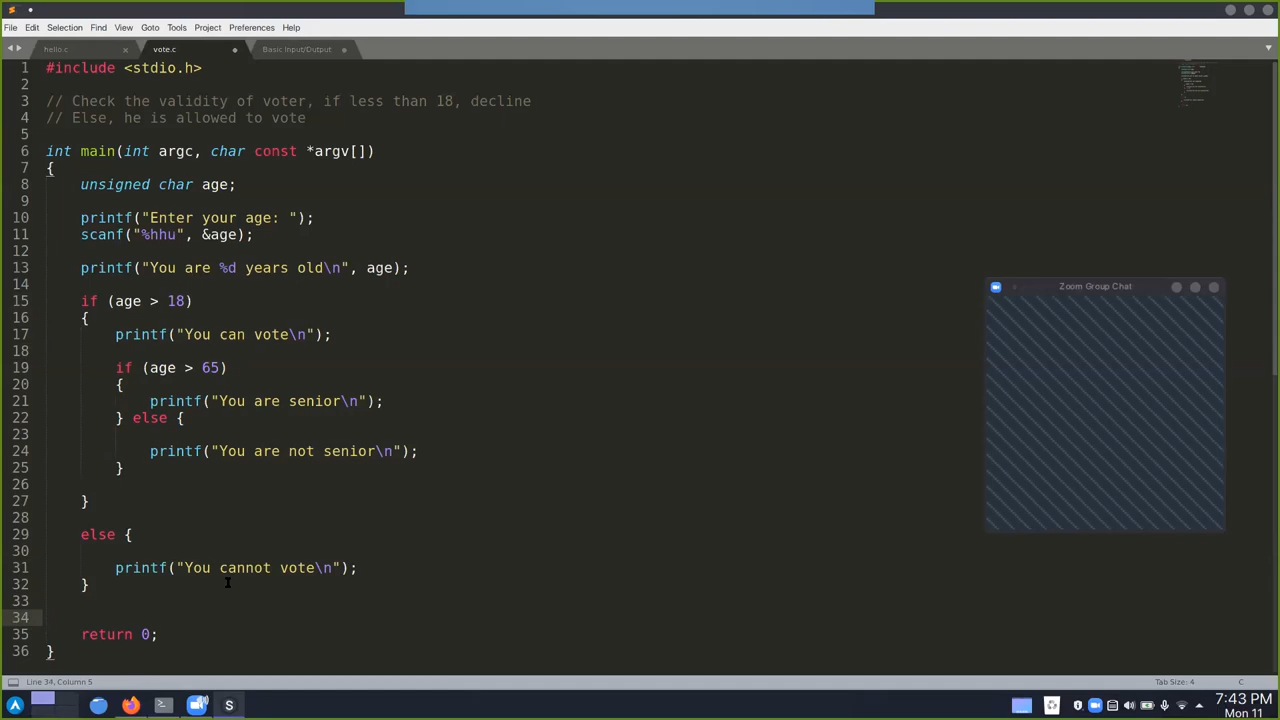 File Edit Selection Find View Goto Tools Project Preferences Help
hello.c vote.c Basic Input/Output
1 #include <stdio.h>
2
3 // Check the validity of voter, if less than 18, decline
4 // Else, he is allowed to vote
5
6 int main(int argc, char const *argv[])
7 {
8 unsigned char age;
9
10 printf("Enter your age: ");
11 scanf("%hhu", &age);
12
13 printf("You are %d years old\n", age);
14
15 if (age > 18)
16 {
17 printf("You can vote\n");
18
19 if (age > 65)
20 {
21 printf("You are senior\n");
22 } else {
23
24 printf("You are not senior\n");
25 }
26
27 }
28
29 else {
30
31 printf("You cannot vote\n");
32 }
33
34
35 return 0;
36 }
Zoom Group Chat
Line 34, Column 5 Tab Size: 4 C
S
7:43 PM
Mon 11